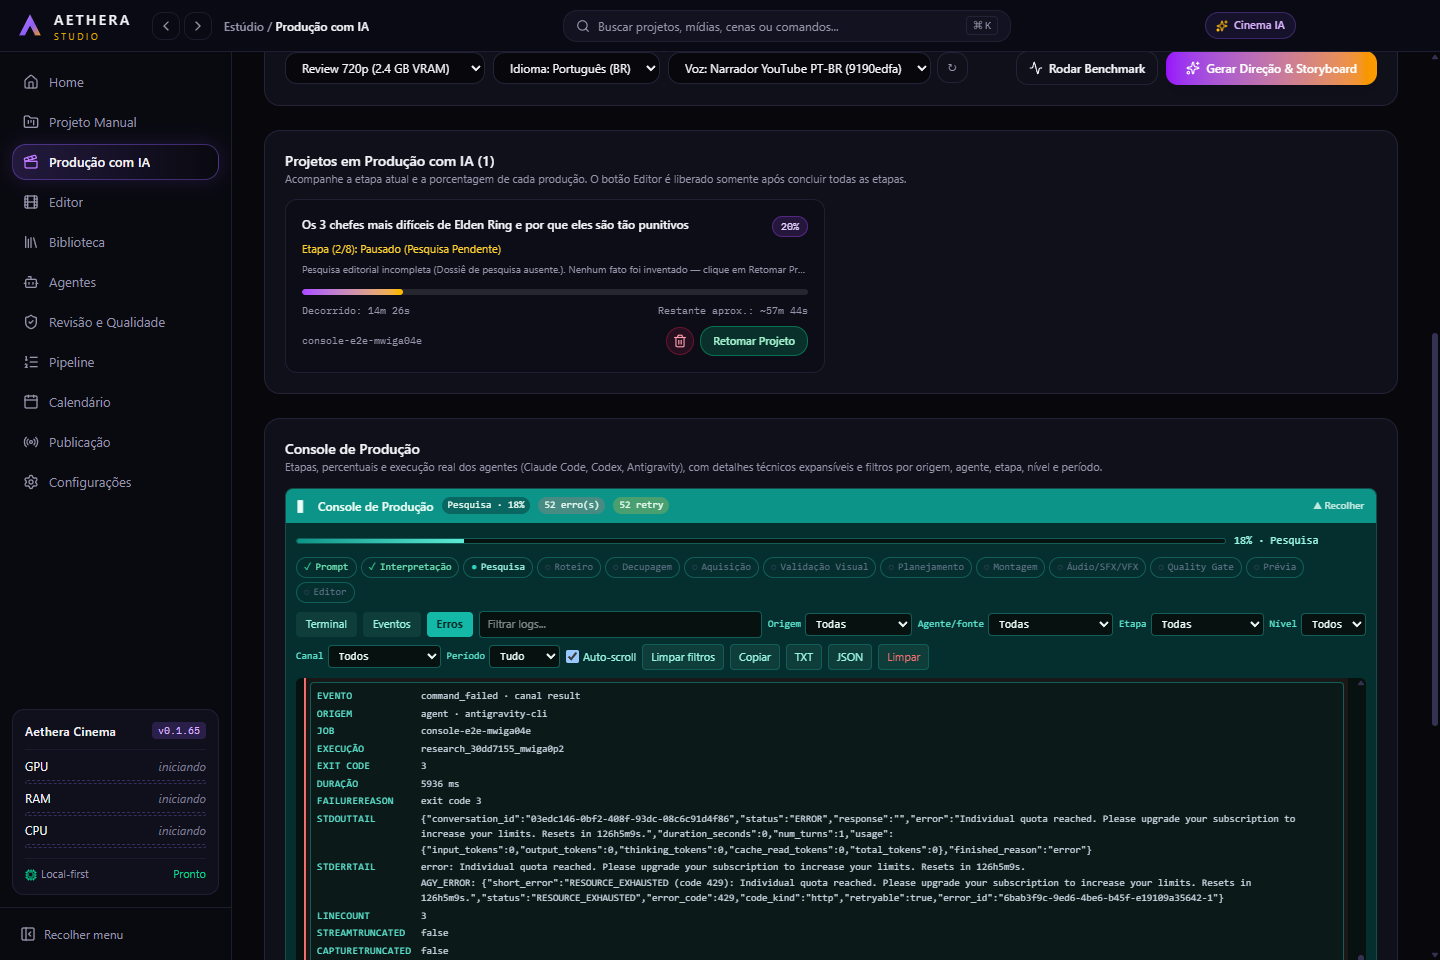 AETHERA
STUDIO
Estúdio / Produção com IA
Buscar projetos, mídias, cenas ou comandos...
⌘ K
Cinema IA
Home
Projeto Manual
Produção com IA
Editor
Biblioteca
Agentes
Revisão e Qualidade
Pipeline
Calendário
Publicação
Configurações
Aethera Cinema v0.1.65
GPU iniciando
RAM iniciando
CPU iniciando
Local-first Pronto
Recolher menu
Review 720p (2.4 GB VRAM) Idioma: Português (BR) Voz: Narrador YouTube PT-BR (9190edfa) ↻ Rodar Benchmark Gerar Direção & Storyboard
Projetos em Produção com IA (1)
Acompanhe a etapa atual e a porcentagem de cada produção. O botão Editor é liberado somente após concluir todas as etapas.
Os 3 chefes mais difíceis de Elden Ring e por que eles são tão punitivos 20%
Etapa (2/8): Pausado (Pesquisa Pendente)
Pesquisa editorial incompleta (Dossiê de pesquisa ausente.). Nenhum fato foi inventado — clique em Retomar Pr...
Decorrido: 14m 26s Restante aprox.: ~57m 44s
console-e2e-mwiga04e Retomar Projeto
Console de Produção
Etapas, percentuais e execução real dos agentes (Claude Code, Codex, Antigravity), com detalhes técnicos expansíveis e filtros por origem, agente, etapa, nível e período.
Console de Produção Pesquisa · 18% 52 erro(s) 52 retry ▲ Recolher
18% · Pesquisa
✓ Prompt ✓ Interpretação ● Pesquisa ○ Roteiro ○ Decupagem ○ Aquisição ○ Validação Visual ○ Planejamento ○ Montagem ○ Áudio/SFX/VFX ○ Quality Gate ○ Prévia
○ Editor
Terminal Eventos Erros Filtrar logs... Origem Todas Agente/fonte Todas Etapa Todas Nível Todos
Canal Todos Período Tudo Auto-scroll Limpar filtros Copiar TXT JSON Limpar
EVENTO command_failed · canal result
ORIGEM agent · antigravity-cli
JOB console-e2e-mwiga04e
EXECUÇÃO research_30dd7155_mwiga0p2
EXIT CODE 3
DURAÇÃO 5936 ms
FAILUREREASON exit code 3
STDOUTTAIL {"conversation_id":"03edc146-0bf2-408f-93dc-08c6c91d4f86","status":"ERROR","response":"","error":"Individual quota reached. Please upgrade your subscription to
increase your limits. Resets in 126h5m9s.","duration_seconds":0,"num_turns":1,"usage":
{"input_tokens":0,"output_tokens":0,"thinking_tokens":0,"cache_read_tokens":0,"total_tokens":0},"finished_reason":"error"}
STDERRTAIL error: Individual quota reached. Please upgrade your subscription to increase your limits. Resets in 126h5m9s.
AGY_ERROR: {"short_error":"RESOURCE_EXHAUSTED (code 429): Individual quota reached. Please upgrade your subscription to increase your limits. Resets in
126h5m9s.","status":"RESOURCE_EXHAUSTED","error_code":429,"code_kind":"http","retryable":true,"error_id":"6bab3f9c-9ed6-4be6-b45f-e19109a35642-1"}
LINECOUNT 3
STREAMTRUNCATED false
CAPTURETRUNCATED false